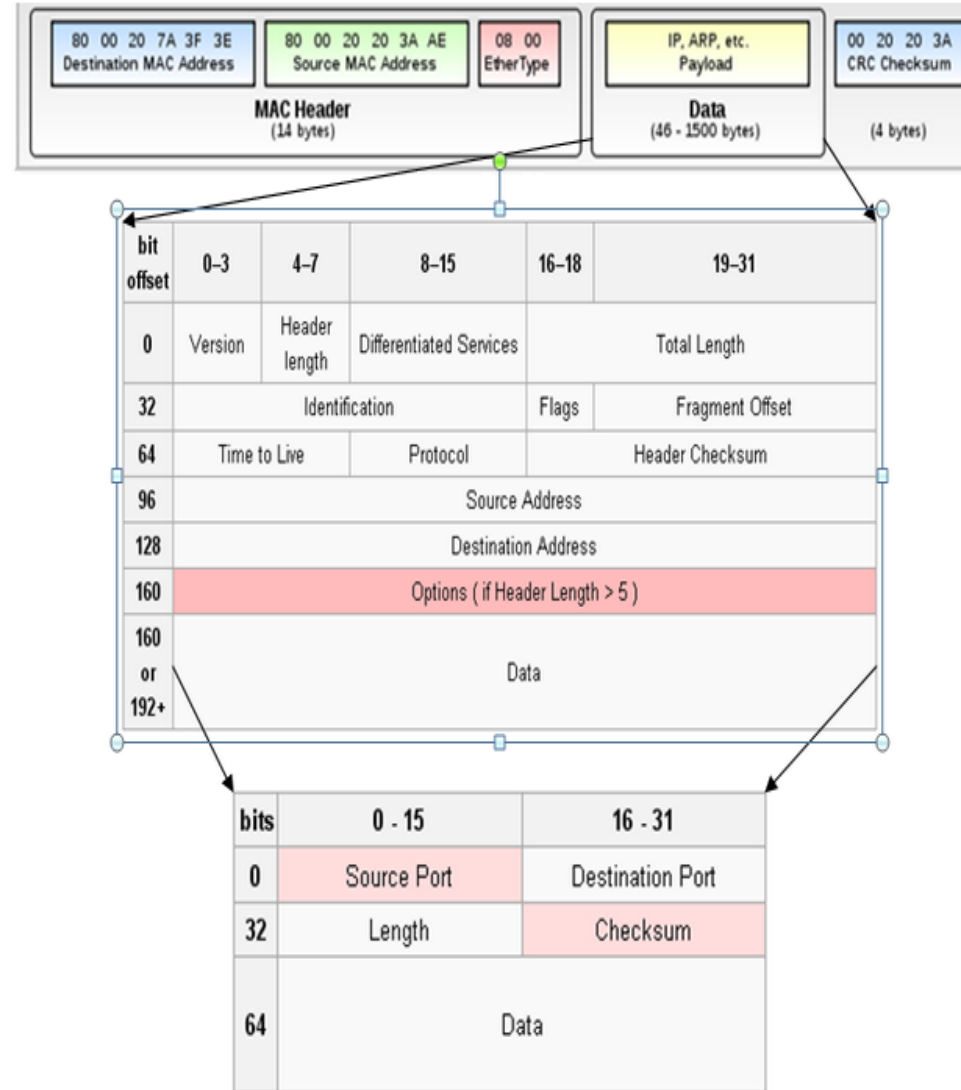 80 00 20 7A 3F 3E
Destination MAC Address
80 00 20 20 3A AE
Source MAC Address
08 00
EtherType
IP, ARP, etc.
Payload
00 20 20 3A
CRC Checksum
MAC Header
(14 bytes)
Data
(46 - 1500 bytes)
(4 bytes)
bit
offset
0–3
4–7
8–15
16–18
19–31
0
Version
Header
length
Differentiated Services
Total Length
32
Identification
Flags
Fragment Offset
64
Time to Live
Protocol
Header Checksum
96
Source Address
128
Destination Address
160
Options ( if Header Length > 5 )
160
or
192+
Data
bits
0 - 15
16 - 31
0
Source Port
Destination Port
32
Length
Checksum
64
Data